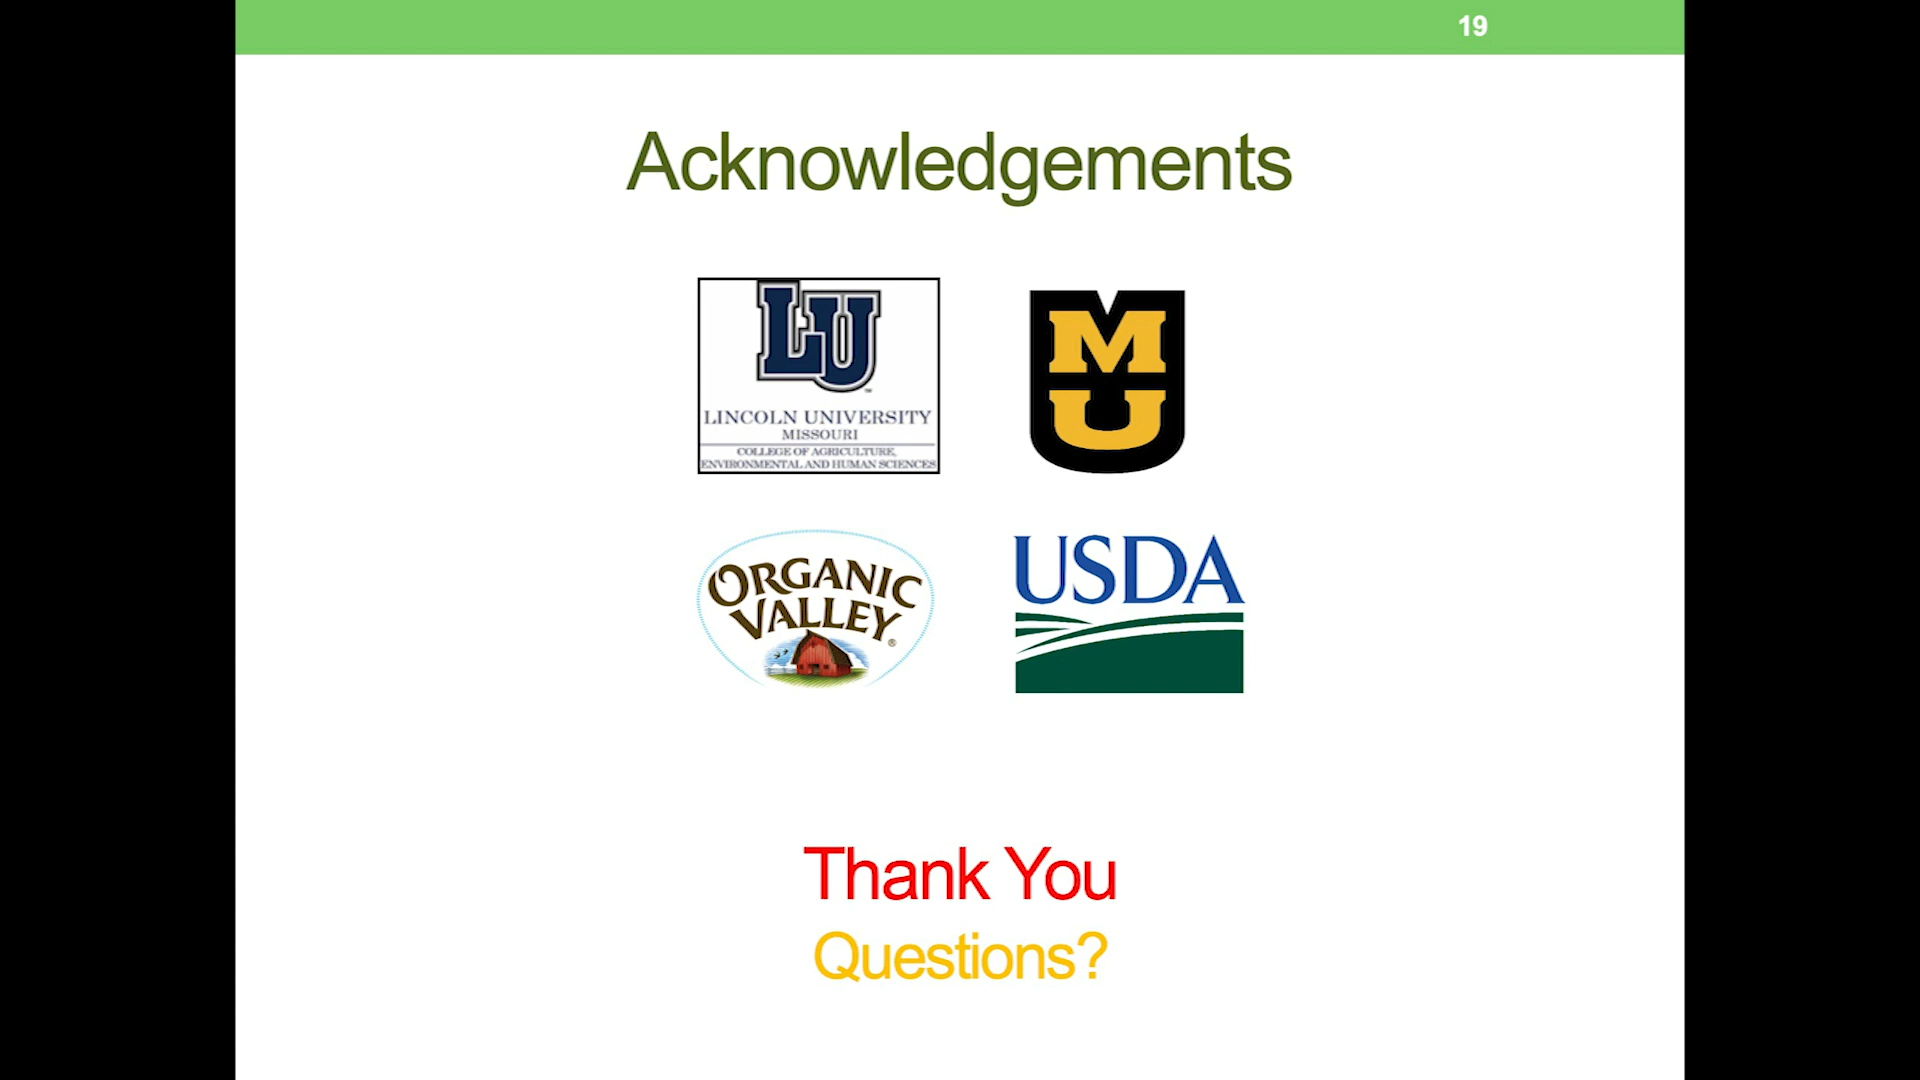 19
Acknowledgements
LU
LINCOLN UNIVERSITY
MISSOURI
COLLEGE OF AGRICULTURE,
ENVIRONMENTAL AND HUMAN SCIENCES
M
U
ORGANIC
VALLEY®
USDA
Thank You
Questions?